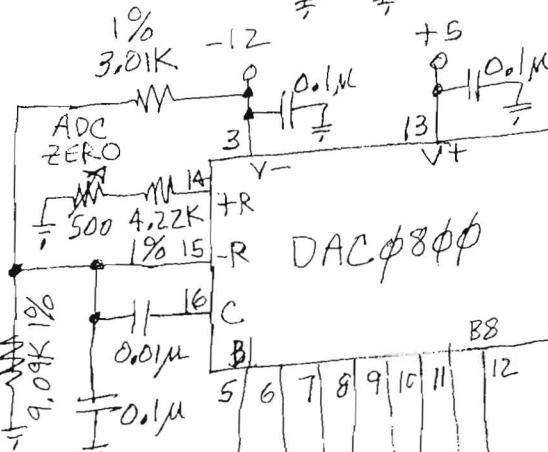 1%
3.01K
-12
+5
0.1μ
0.1μ
ADC
ZERO
3
V-
13
V+
14
+R
500
4.22K
1%
15
-R
DACφ8φφ
16
C
0.01μ
9.09K 1%
0.1μ
B1
B8
5
6
7
8
9
10
11
12